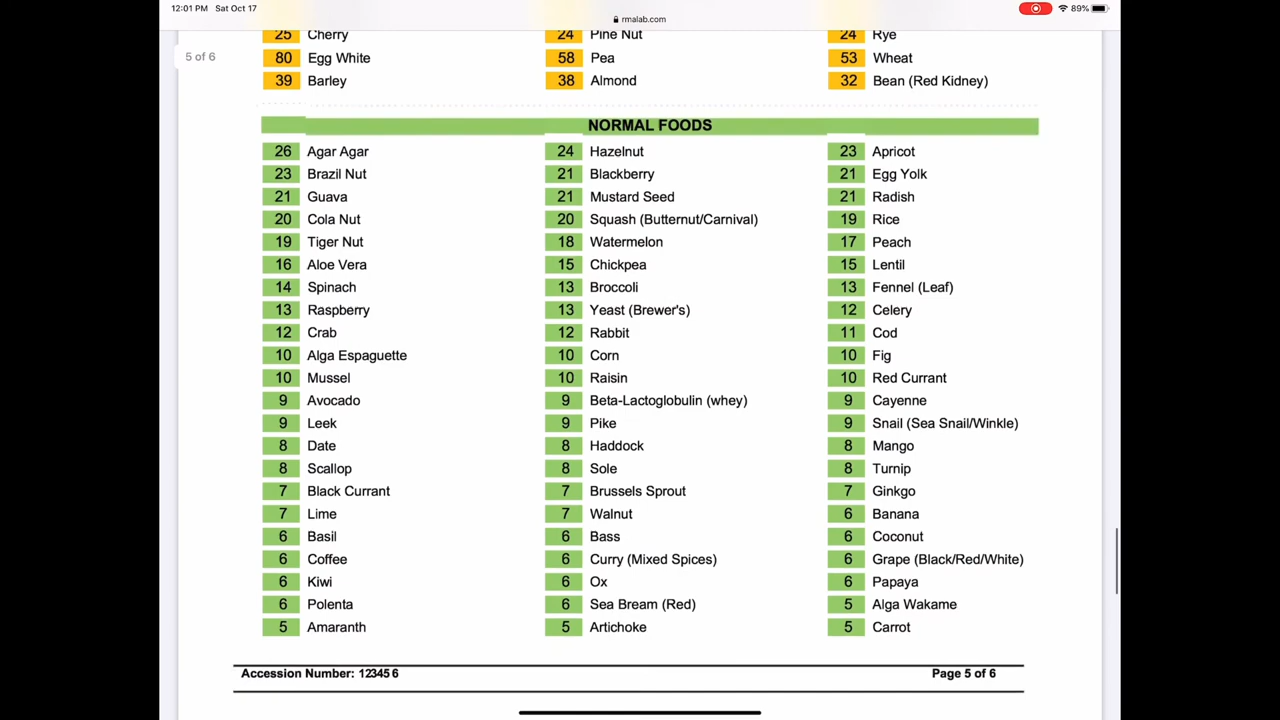 12:01 PM Sat Oct 17 89%
rmalab.com
5 of 6
25 Cherry 24 Pine Nut 24 Rye
80 Egg White 58 Pea 53 Wheat
39 Barley 38 Almond 32 Bean (Red Kidney)
NORMAL FOODS
26 Agar Agar 24 Hazelnut 23 Apricot
23 Brazil Nut 21 Blackberry 21 Egg Yolk
21 Guava 21 Mustard Seed 21 Radish
20 Cola Nut 20 Squash (Butternut/Carnival) 19 Rice
19 Tiger Nut 18 Watermelon 17 Peach
16 Aloe Vera 15 Chickpea 15 Lentil
14 Spinach 13 Broccoli 13 Fennel (Leaf)
13 Raspberry 13 Yeast (Brewer's) 12 Celery
12 Crab 12 Rabbit 11 Cod
10 Alga Espaguette 10 Corn 10 Fig
10 Mussel 10 Raisin 10 Red Currant
9 Avocado 9 Beta-Lactoglobulin (whey) 9 Cayenne
9 Leek 9 Pike 9 Snail (Sea Snail/Winkle)
8 Date 8 Haddock 8 Mango
8 Scallop 8 Sole 8 Turnip
7 Black Currant 7 Brussels Sprout 7 Ginkgo
7 Lime 7 Walnut 6 Banana
6 Basil 6 Bass 6 Coconut
6 Coffee 6 Curry (Mixed Spices) 6 Grape (Black/Red/White)
6 Kiwi 6 Ox 6 Papaya
6 Polenta 6 Sea Bream (Red) 5 Alga Wakame
5 Amaranth 5 Artichoke 5 Carrot
Accession Number: 123456 Page 5 of 6